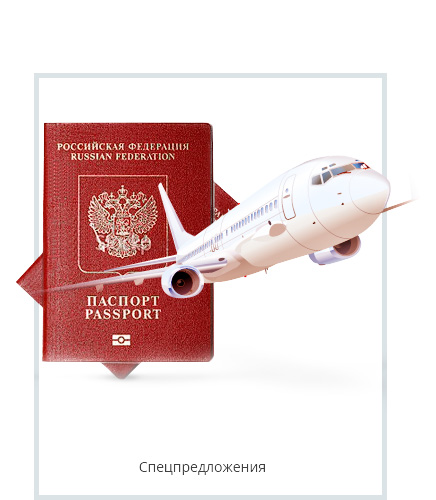 РОССИЙСКАЯ ФЕДЕРАЦИЯ
RUSSIAN FEDERATION
ПАСПОРТ
PASSPORT
Спецпредложения